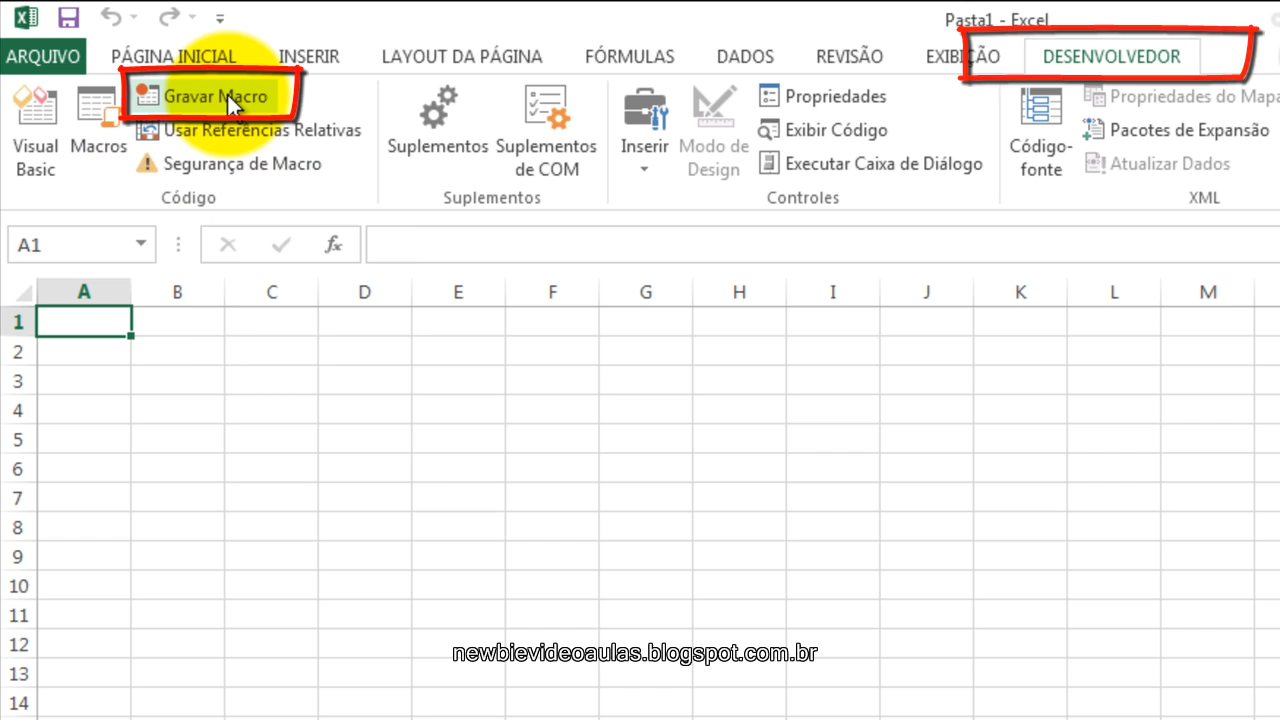 Pasta1 - Excel
ARQUIVO PÁGINA INICIAL INSERIR LAYOUT DA PÁGINA FÓRMULAS DADOS REVISÃO EXIBIÇÃO DESENVOLVEDOR
Visual Basic
Macros
Gravar Macro
Usar Referências Relativas
Segurança de Macro
Código
Suplementos
Suplementos de COM
Suplementos
Inserir
Modo de Design
Propriedades
Exibir Código
Executar Caixa de Diálogo
Controles
Código-fonte
Propriedades do Mapa
Pacotes de Expansão
Atualizar Dados
XML
A1 fx
A B C D E F G H I J K L M
1
2
3
4
5
6
7
8
9
10
11
12
newbievideoaulas.blogspot.com.br
13
14